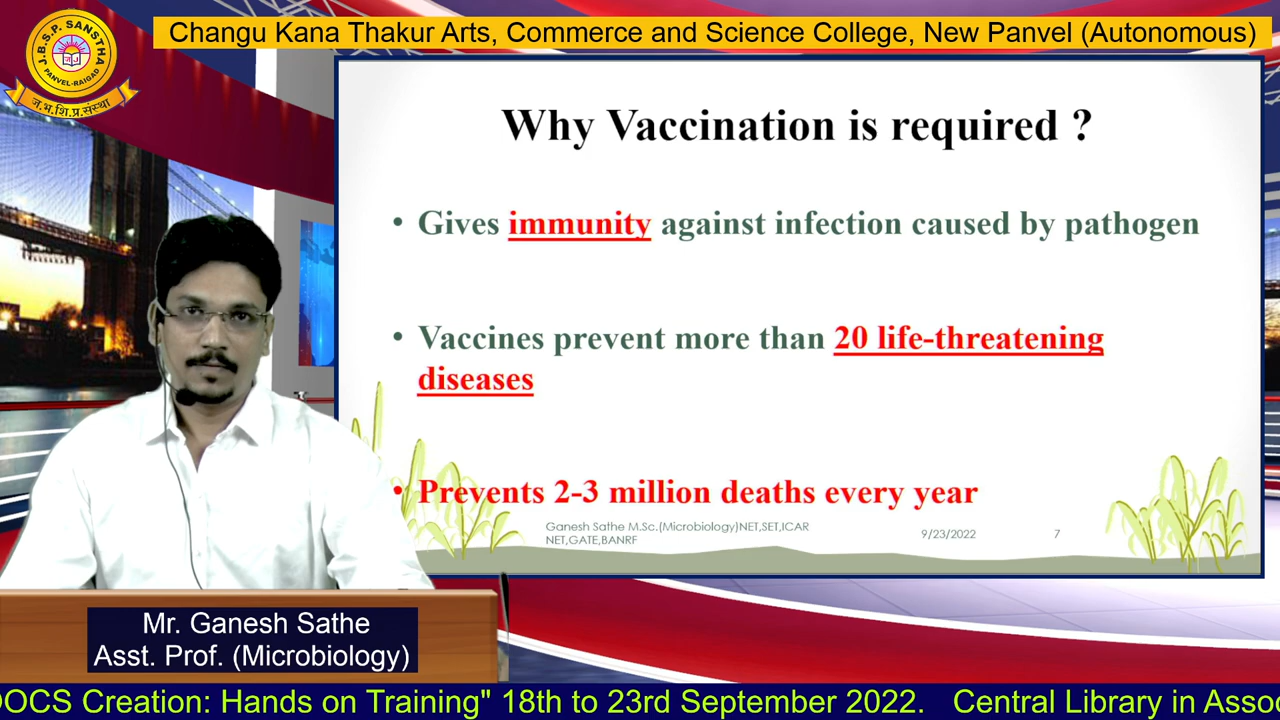 Changu Kana Thakur Arts, Commerce and Science College, New Panvel (Autonomous)
J.B.S.P. SANSTHA
PANVEL-RAIGAD
ज.भ.शि.प्र.संस्था
Why Vaccination is required ?
• Gives immunity against infection caused by pathogen
• Vaccines prevent more than 20 life-threatening
diseases
• Prevents 2-3 million deaths every year
Ganesh Sathe M.Sc.(Microbiology)NET,SET,ICAR
NET,GATE,BANRF
9/23/2022
7
Mr. Ganesh Sathe
Asst. Prof. (Microbiology)
DOCS Creation: Hands on Training" 18th to 23rd September 2022. Central Library in Asso